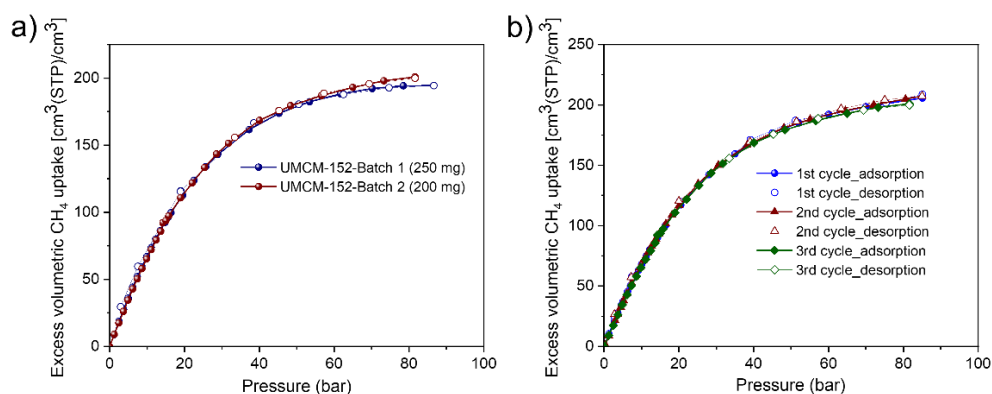 a)
Excess volumetric CH₄ uptake [cm³(STP)/cm³]
200
150
100
50
0
0 20 40 60 80 100
Pressure (bar)
UMCM-152-Batch 1 (250 mg)
UMCM-152-Batch 2 (200 mg)
b)
Excess volumetric CH₄ uptake [cm³(STP)/cm³]
250
200
150
100
50
0
0 20 40 60 80 100
Pressure (bar)
1st cycle_adsorption
1st cycle_desorption
2nd cycle_adsorption
2nd cycle_desorption
3rd cycle_adsorption
3rd cycle_desorption